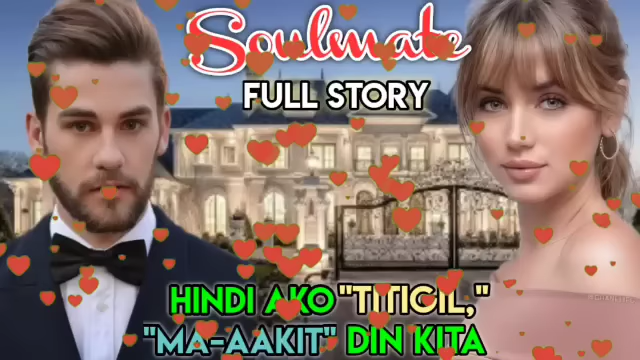 Soulmate
FULL STORY
HINDI AKO "TITIGIL,"
"MA-AAKIT" DIN KITA